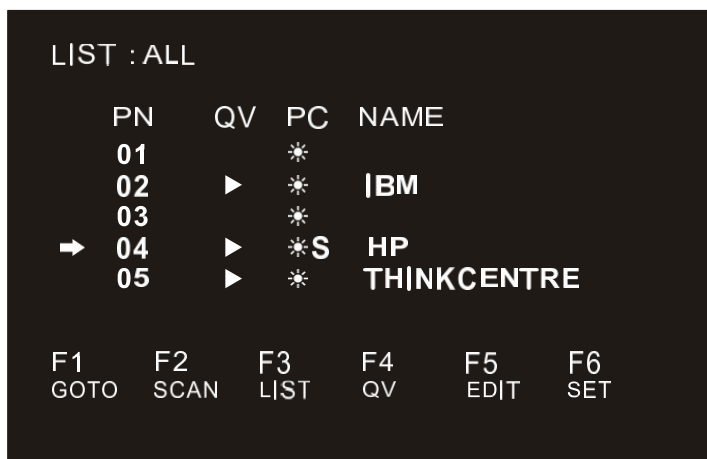 LIST : ALL
PN QV PC NAME
01 ☀
02 ▶ ☀ IBM
03 ☀
➡ 04 ▶ ☀S HP
05 ▶ ☀ THINKCENTRE
F1 F2 F3 F4 F5 F6
GOTO SCAN LIST QV EDIT SET